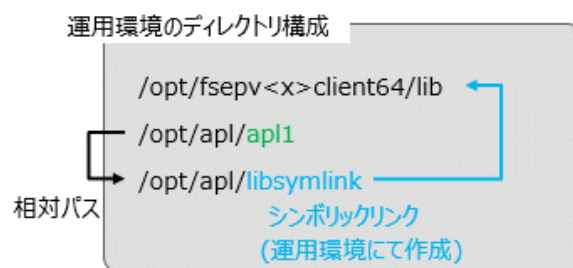 運用環境のディレクトリ構成
/opt/fsepv<x>client64/lib
/opt/apl/apl1
/opt/apl/libsymlink
相対パス
シンボリックリンク
(運用環境にて作成)